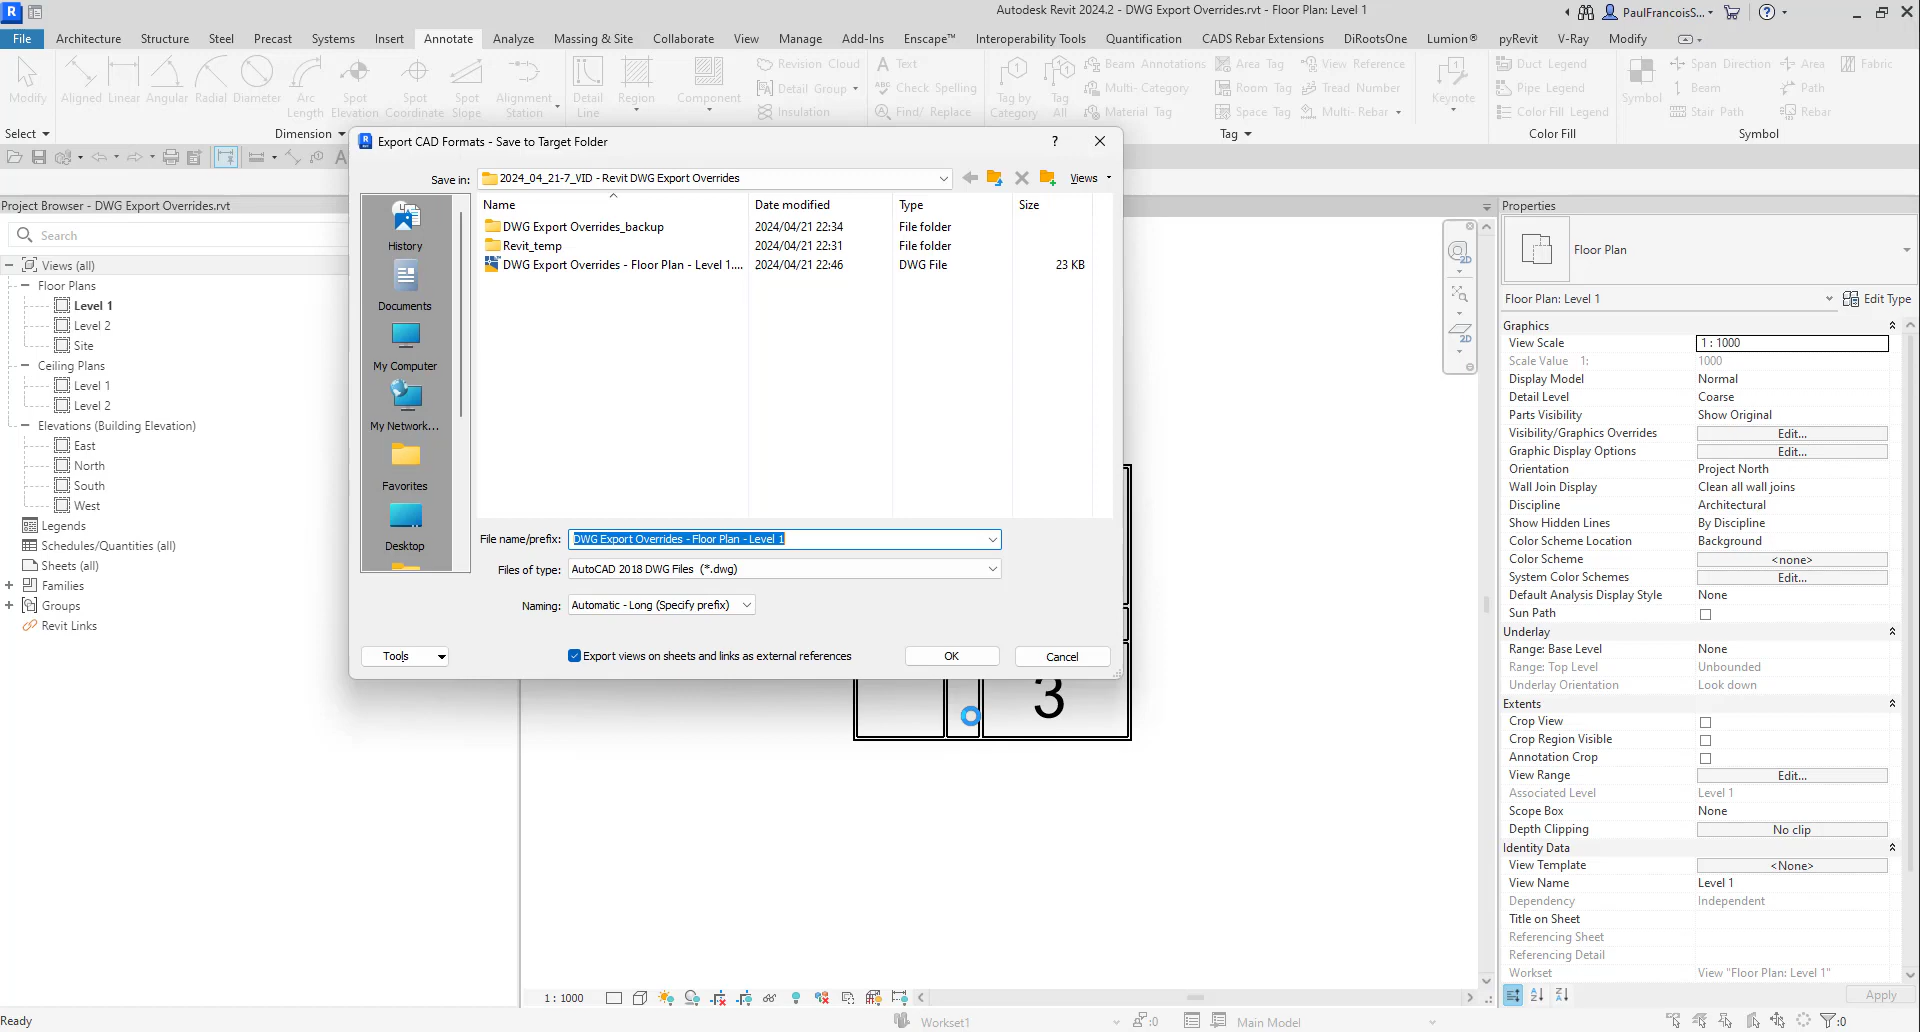 Autodesk Revit 2024.2 - DWG Export Overrides.rvt - Floor Plan: Level 1
PaulFrancoisS...
File Architecture Structure Steel Precast Systems Insert Annotate Analyze Massing & Site Collaborate View Manage Add-Ins Enscape™ Interoperability Tools Quantification CADS Rebar Extensions DiRootsOne Lumion® pyRevit V-Ray Modify
Modify
Aligned Linear Angular Radial Diameter Arc Length Spot Elevation Spot Coordinate Spot Slope Alignment Station
Detail Line Region Component
Revision Cloud
Detail Group
Insulation
Text
Check Spelling
Find/ Replace
Tag by Category Tag All
Beam Annotations
Multi- Category
Material Tag
Area Tag
Room Tag
Space Tag
View Reference
Tread Number
Multi- Rebar
Keynote
Duct Legend
Pipe Legend
Color Fill Legend
Symbol
Span Direction
Beam
Stair Path
Area
Path
Rebar
Fabric
Select Dimension Tag Color Fill Symbol
Project Browser - DWG Export Overrides.rvt
Search
Views (all)
Floor Plans
Level 1
Level 2
Site
Ceiling Plans
Level 1
Level 2
Elevations (Building Elevation)
East
North
South
West
Legends
Schedules/Quantities (all)
Sheets (all)
Families
Groups
Revit Links
Export CAD Formats - Save to Target Folder
Save in: 2024_04_21-7_VID - Revit DWG Export Overrides Views
Name Date modified Type Size
DWG Export Overrides_backup 2024/04/21 22:34 File folder
Revit_temp 2024/04/21 22:31 File folder
DWG Export Overrides - Floor Plan - Level 1.... 2024/04/21 22:46 DWG File 23 KB
History
Documents
My Computer
My Network...
Favorites
Desktop
File name/prefix: DWG Export Overrides - Floor Plan - Level 1
Files of type: AutoCAD 2018 DWG Files (*.dwg)
Naming: Automatic - Long (Specify prefix)
Tools Export views on sheets and links as external references OK Cancel
3
Properties
Floor Plan
Floor Plan: Level 1 Edit Type
Graphics
View Scale 1 : 1000
Scale Value 1: 1000
Display Model Normal
Detail Level Coarse
Parts Visibility Show Original
Visibility/Graphics Overrides Edit...
Graphic Display Options Edit...
Orientation Project North
Wall Join Display Clean all wall joins
Discipline Architectural
Show Hidden Lines By Discipline
Color Scheme Location Background
Color Scheme <none>
System Color Schemes Edit...
Default Analysis Display Style None
Sun Path
Underlay
Range: Base Level None
Range: Top Level Unbounded
Underlay Orientation Look down
Extents
Crop View
Crop Region Visible
Annotation Crop
View Range Edit...
Associated Level Level 1
Scope Box None
Depth Clipping No clip
Identity Data
View Template <None>
View Name Level 1
Dependency Independent
Title on Sheet
Referencing Sheet
Referencing Detail
Workset View "Floor Plan: Level 1"
Apply
1 : 1000
Ready
Workset1
:0
Main Model
:0